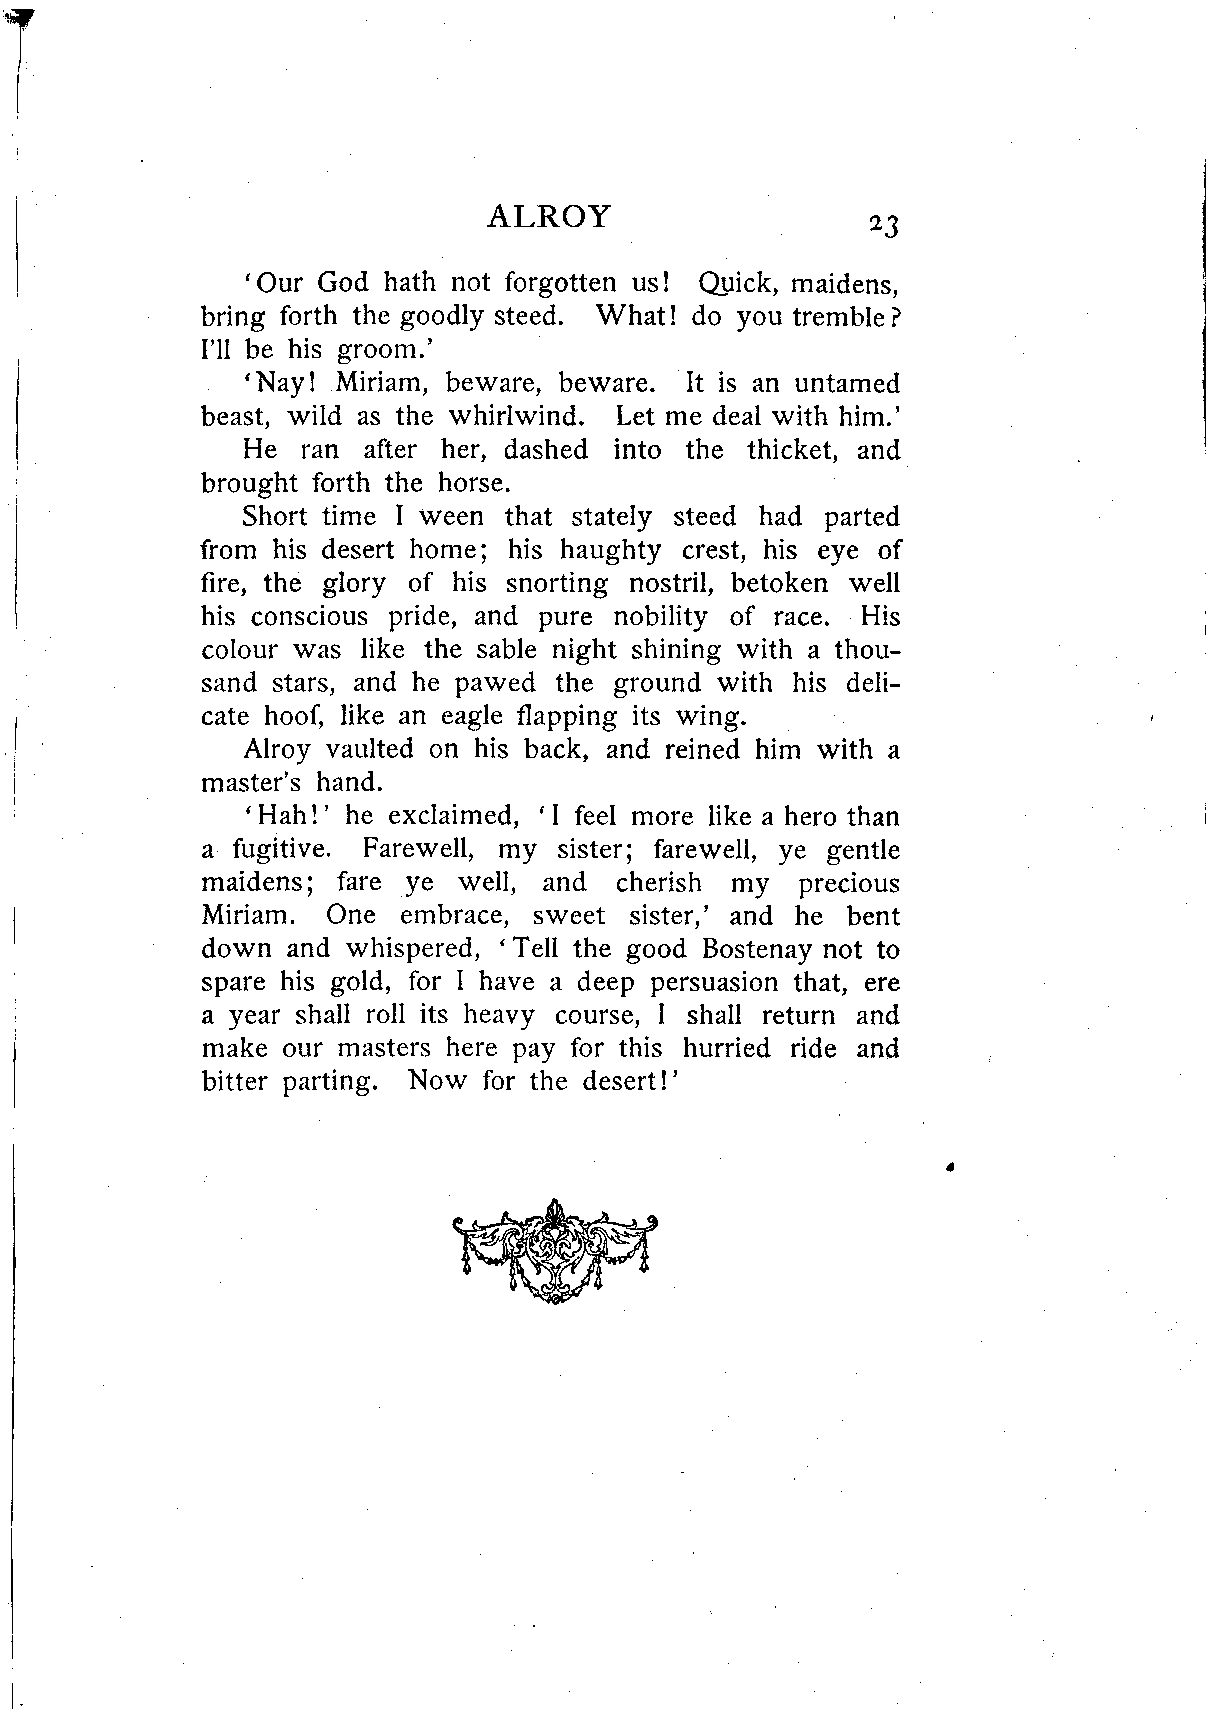 ALROY 23
‘Our God hath not forgotten us! Quick, maidens,
bring forth the goodly steed. What! do you tremble?
I’ll be his groom.’
‘Nay! Miriam, beware, beware. It is an untamed
beast, wild as the whirlwind. Let me deal with him.’
He ran after her, dashed into the thicket, and
brought forth the horse.
Short time I ween that stately steed had parted
from his desert home; his haughty crest, his eye of
fire, the glory of his snorting nostril, betoken well
his conscious pride, and pure nobility of race. His
colour was like the sable night shining with a thou-
sand stars, and he pawed the ground with his deli-
cate hoof, like an eagle flapping its wing.
Alroy vaulted on his back, and reined him with a
master’s hand.
‘Hah!’ he exclaimed, ‘I feel more like a hero than
a fugitive. Farewell, my sister; farewell, ye gentle
maidens; fare ye well, and cherish my precious
Miriam. One embrace, sweet sister,’ and he bent
down and whispered, ‘Tell the good Bostenay not to
spare his gold, for I have a deep persuasion that, ere
a year shall roll its heavy course, I shall return and
make our masters here pay for this hurried ride and
bitter parting. Now for the desert!’